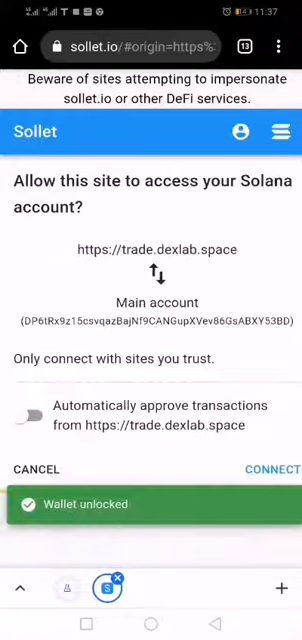 11:37
sollet.io/#origin=https%:
13
Beware of sites attempting to impersonate
sollet.io or other DeFi services.
Sollet
Allow this site to access your Solana
account?
https://trade.dexlab.space
Main account
(DP6tRx9z15csvqazBajNf9CANGupXVev86GsABXY53BD)
Only connect with sites you trust.
Automatically approve transactions
from https://trade.dexlab.space
CANCEL
CONNECT
Wallet unlocked